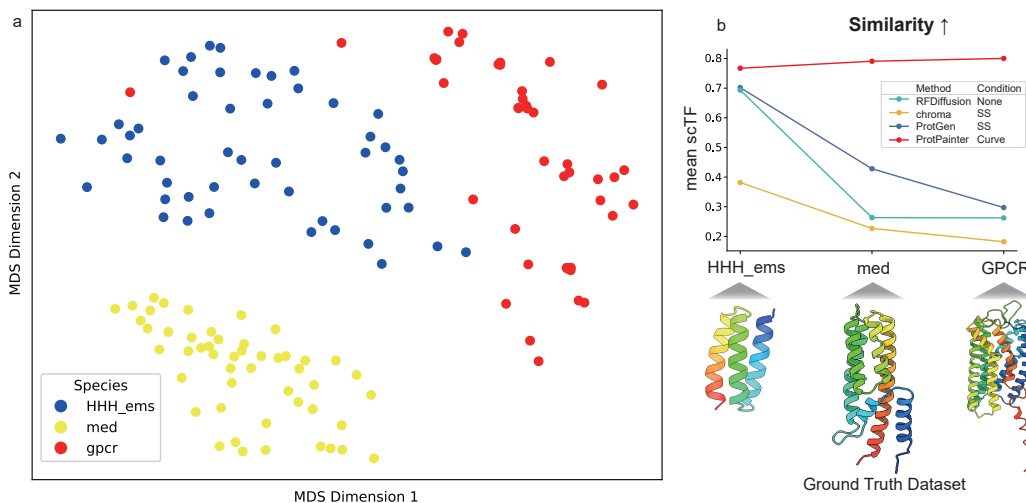 a
MDS Dimension 2
MDS Dimension 1
Species
HHH_ems
med
gpcr
b
Similarity ↑
mean scTF
0.8
0.7
0.6
0.5
0.4
0.3
0.2
Method Condition
RFDiffusion None
chroma SS
ProtGen SS
ProtPainter Curve
HHH_ems med GPCR
Ground Truth Dataset